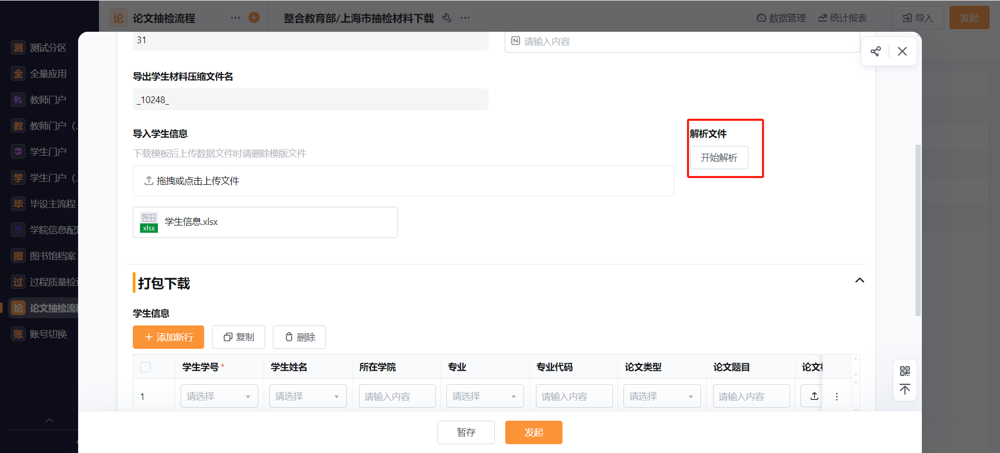 论 论文抽检流程
整合教育部/上海市抽检材料下载
数据管理
统计报表
导入
发起
测 测试分区
全 全量应用
教师门户
教 教师门户（.
学生门户
学 学生门户（.
毕 毕设主流程
学院信息配
图 图书馆档案
过 过程质量检
论 论文抽检流
账 账号切换
31
N 请输入内容
导出学生材料压缩文件名
_10248_
导入学生信息
下载模板后上传数据文件时请删除模版文件
拖拽或点击上传文件
解析文件
开始解析
xlsx 学生信息.xlsx
打包下载
学生信息
添加新行
复制
删除
学生学号* 学生姓名 所在学院 专业 专业代码 论文类型 论文题目 论文
1 请选择 请选择 请输入内容 请选择 请输入内容 请选择 请输入内容
暂存
发起